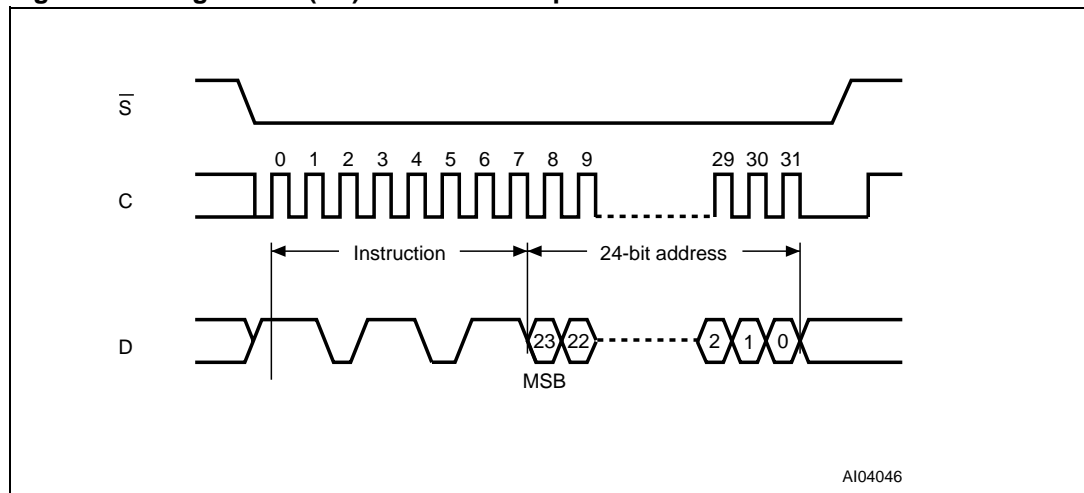 S
0 1 2 3 4 5 6 7 8 9 29 30 31
C
Instruction 24-bit address
D 23 22 2 1 0
MSB
AI04046